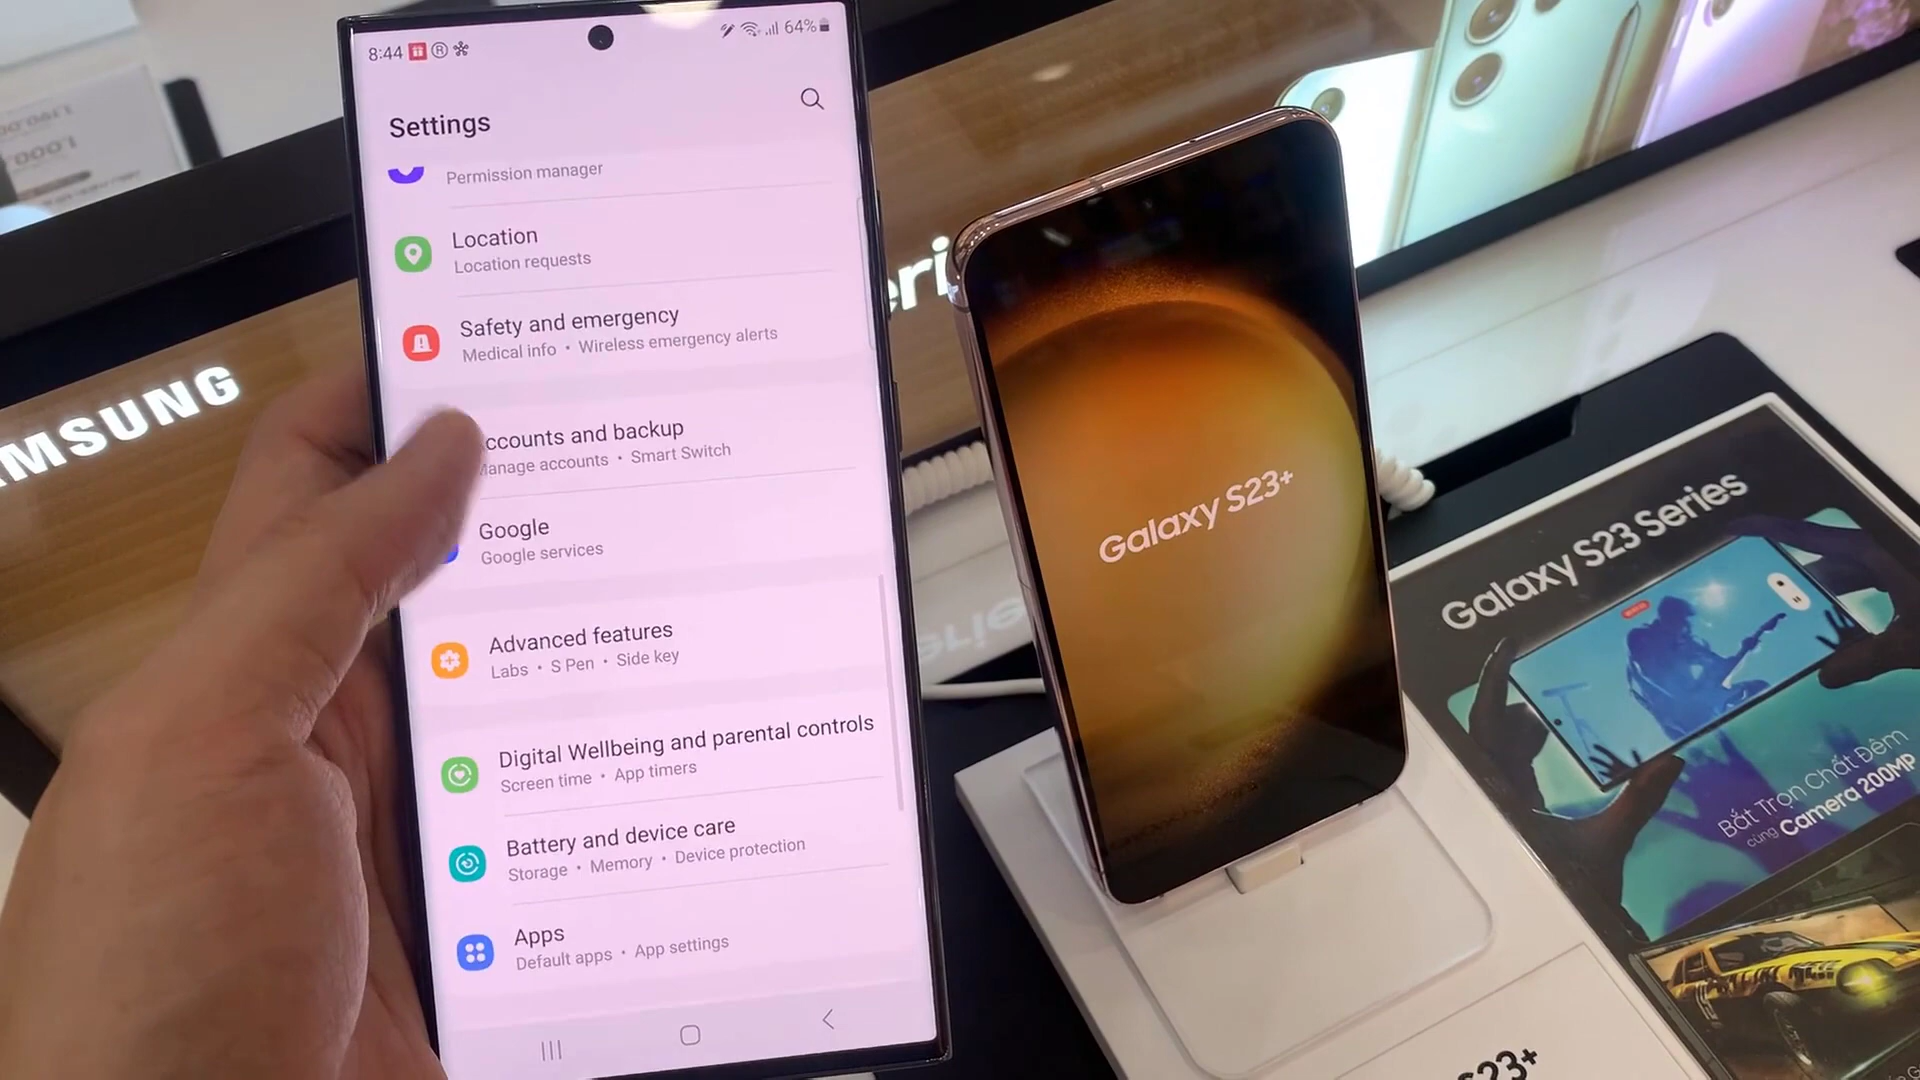 8:44
64%
Settings
Permission manager
Location
Location requests
Safety and emergency
Medical info • Wireless emergency alerts
ccounts and backup
anage accounts • Smart Switch
Google
Google services
Advanced features
Labs • S Pen • Side key
Digital Wellbeing and parental controls
Screen time • App timers
Battery and device care
Storage • Memory • Device protection
Apps
Default apps • App settings
MSUNG
eri
Galaxy S23+
Galaxy S23 Series
Bắt Trọn Chất Đêm
cùng Camera 200MP
S23+